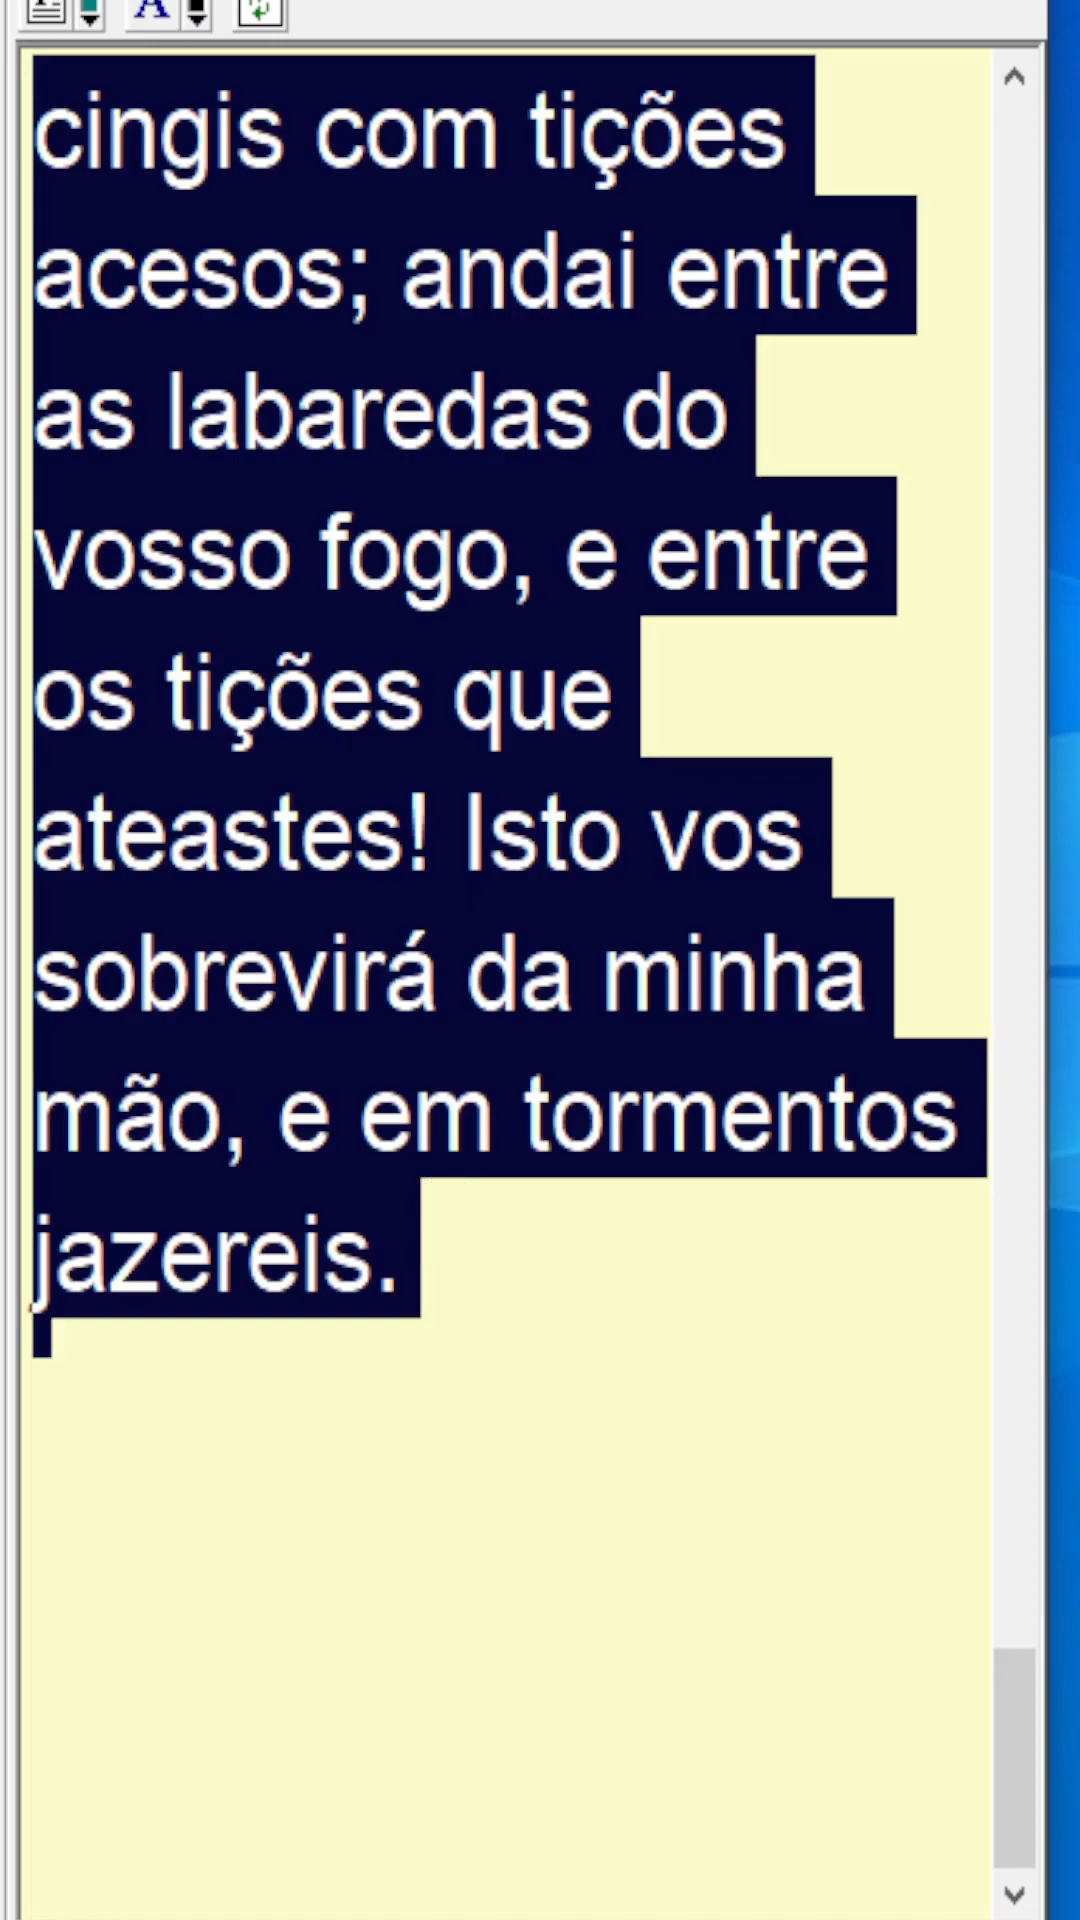 cingis com tições
acesos; andai entre
as labaredas do
vosso fogo, e entre
os tições que
ateastes! Isto vos
sobrevirá da minha
mão, e em tormentos
jazereis.